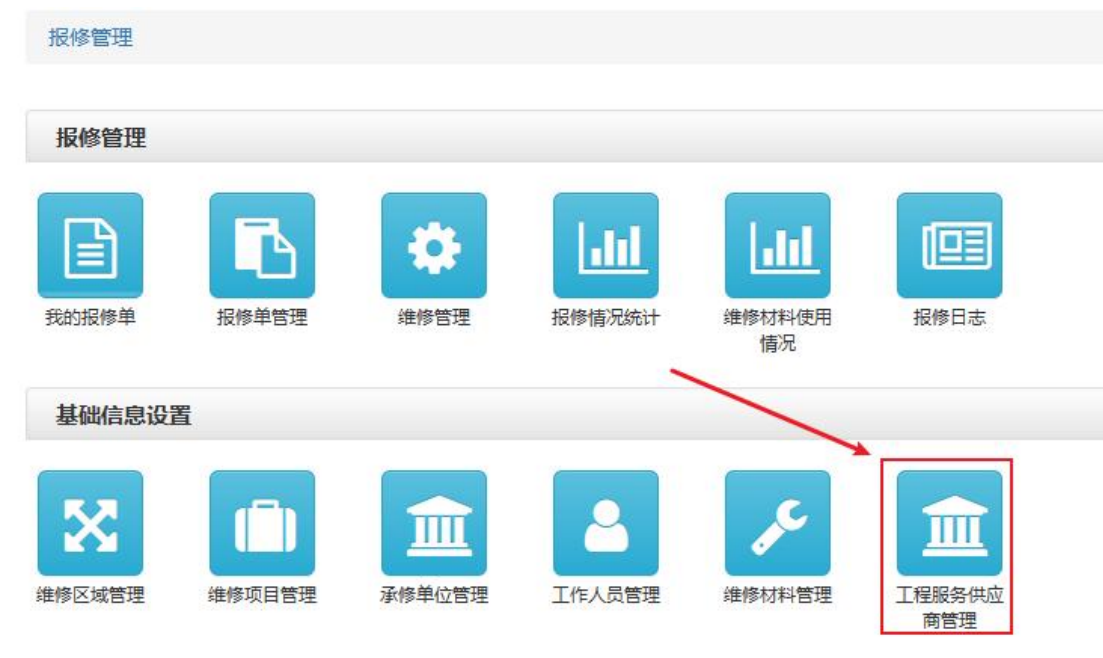 报修管理
报修管理
我的报修单
报修单管理
维修管理
报修情况统计
维修材料使用
情况
报修日志
基础信息设置
维修区域管理
维修项目管理
承修单位管理
工作人员管理
维修材料管理
工程服务供应
商管理